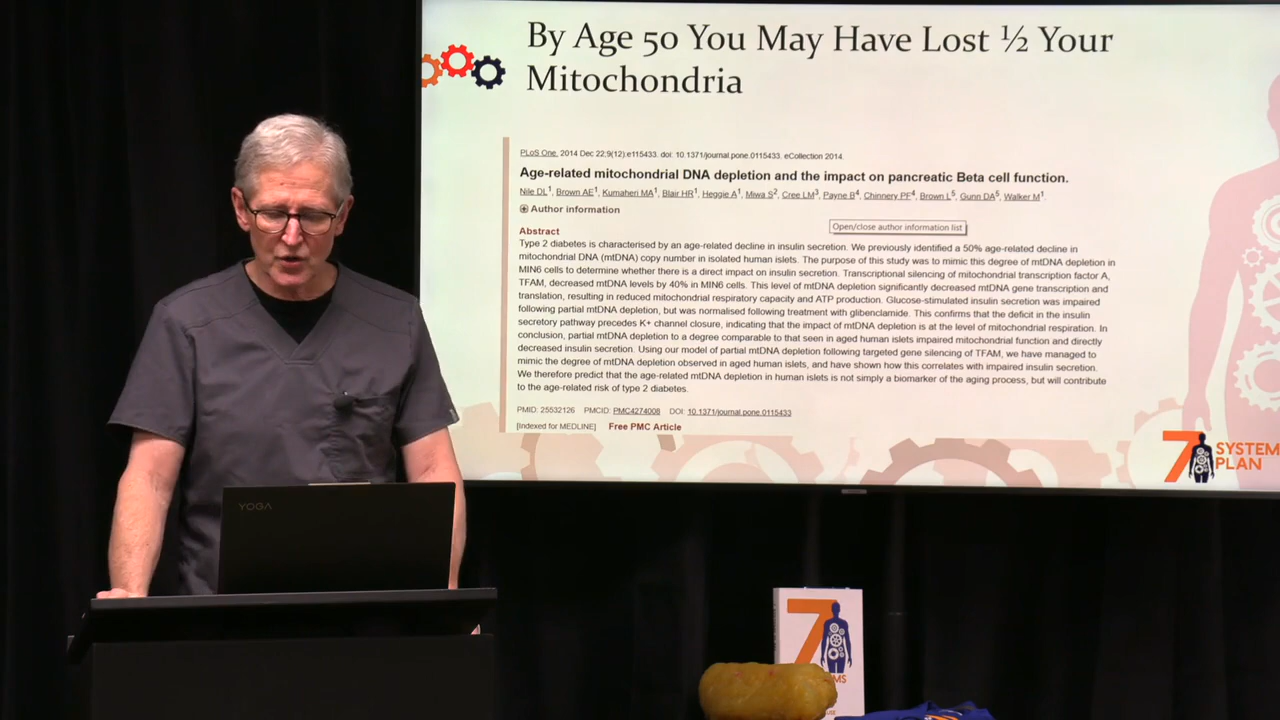 By Age 50 You May Have Lost ½ Your
Mitochondria
PLoS One. 2014 Dec 22;9(12):e115433. doi: 10.1371/journal.pone.0115433. eCollection 2014.
Age-related mitochondrial DNA depletion and the impact on pancreatic Beta cell function.
Nile DL1, Brown AE1, Kumaheri MA1, Blair HR1, Heggie A1, Miwa S2, Cree LM3, Payne B4, Chinnery PF4, Brown L5, Gunn DA5, Walker M1.
Author information
Open/close author information list
Abstract
Type 2 diabetes is characterised by an age-related decline in insulin secretion. We previously identified a 50% age-related decline in
mitochondrial DNA (mtDNA) copy number in isolated human islets. The purpose of this study was to mimic this degree of mtDNA depletion in
MIN6 cells to determine whether there is a direct impact on insulin secretion. Transcriptional silencing of mitochondrial transcription factor A,
TFAM, decreased mtDNA levels by 40% in MIN6 cells. This level of mtDNA depletion significantly decreased mtDNA gene transcription and
translation, resulting in reduced mitochondrial respiratory capacity and ATP production. Glucose-stimulated insulin secretion was impaired
following partial mtDNA depletion, but was normalised following treatment with glibenclamide. This confirms that the deficit in the insulin
secretory pathway precedes K+ channel closure, indicating that the impact of mtDNA depletion is at the level of mitochondrial respiration. In
conclusion, partial mtDNA depletion to a degree comparable to that seen in aged human islets impaired mitochondrial function and directly
decreased insulin secretion. Using our model of partial mtDNA depletion following targeted gene silencing of TFAM, we have managed to
mimic the degree of mtDNA depletion observed in aged human islets, and have shown how this correlates with impaired insulin secretion.
We therefore predict that the age-related mtDNA depletion in human islets is not simply a biomarker of the aging process, but will contribute
to the age-related risk of type 2 diabetes.
PMID: 25532126 PMCID: PMC4274008 DOI: 10.1371/journal.pone.0115433
[Indexed for MEDLINE] Free PMC Article
7 SYSTEM
PLAN
YOGA
7